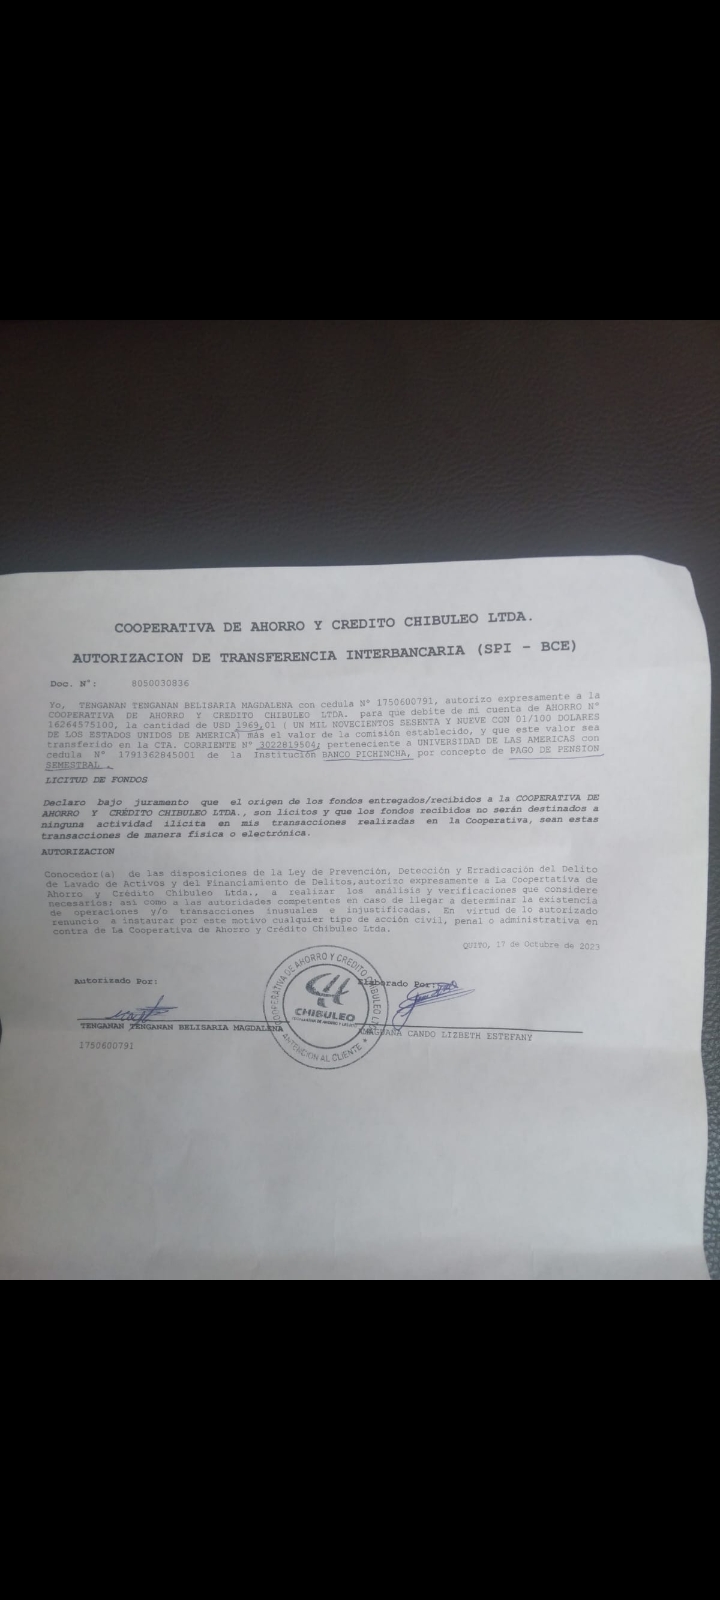 COOPERATIVA DE AHORRO Y CREDITO CHIBULEO LTDA.
AUTORIZACION DE TRANSFERENCIA INTERBANCARIA (SPI - BCE)
Doc. N°: 8050030836
Yo, TENGANAN TENGANAN BELISARIA MAGDALENA con cedula N° 1750600791, autorizo expresamente a la
COOPERATIVA DE AHORRO Y CREDITO CHIBULEO LTDA. para que debite de mi cuenta de AHORRO N°
16264575100, la cantidad de USD 1969,01 ( UN MIL NOVECIENTOS SESENTA Y NUEVE CON 01/100 DOLARES
DE LOS ESTADOS UNIDOS DE AMERICA) más el valor de la comisión establecido, y que este valor sea
transferido en la CTA. CORRIENTE N° 3022815504; perteneciente a UNIVERSIDAD DE LAS AMERICAS con
cedula N° 1791362845001 de la Institución BANCO PICHINCHA, por concepto de PAGO DE PENSION
SEMESTRAL .
LICITUD DE FONDOS
Declaro bajo juramento que el origen de los fondos entregados/recibidos a la COOPERATIVA DE
AHORRO Y CRÉDITO CHIBULEO LTDA., son licitos y que los fondos recibidos no serán destinados a
ninguna actividad ilícita en mis transacciones realizadas en la Cooperativa, sean estas
transacciones de manera física o electrónica.
AUTORIZACION
Conocedor(a) de las disposiciones de la Ley de Prevención, Detección y Erradicación del Delito
de Lavado de Activos y del Financiamiento de Delitos,autorizo expresamente a La Coopertativa de
Ahorro y Crédito Chibuleo Ltda., a realizar los análisis y verificaciones que considere
necesarios; así como a las autoridades competentes en caso de llegar a determinar la existencia
de operaciones y/o transacciones inusuales e injustificadas. En virtud de lo autorizado
renuncio a instaurar por este motivo cualquier tipo de acción civil, penal o administrativa en
contra de La Cooperativa de Ahorro y Crédito Chibuleo Ltda.
QUITO, 17 de Octubre de 2023
Autorizado Por: Elaborado Por:
COOPERATIVA DE AHORRO Y CREDITO CHIBULEO LTDA.
CHIBULEO
ANTENCION AL CLIENTE
TENGANAN TENGANAN BELISARIA MAGDALENA CANDO LIZBETH ESTEFANY
1750600791